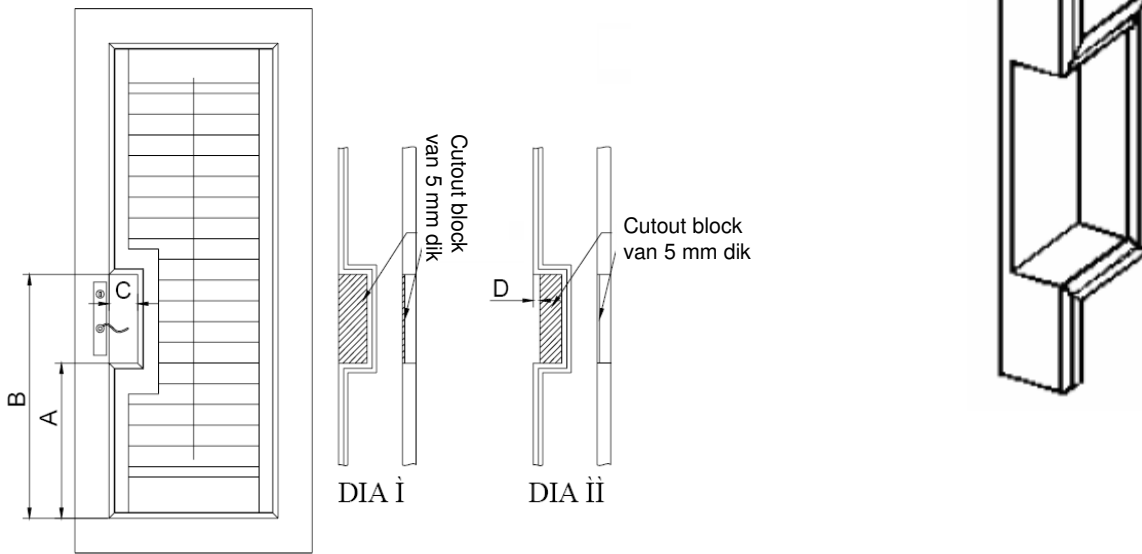 B
A
C
Cutout block
van 5 mm dik
DIA Ì
D
Cutout block
van 5 mm dik
DIA ÌÌ